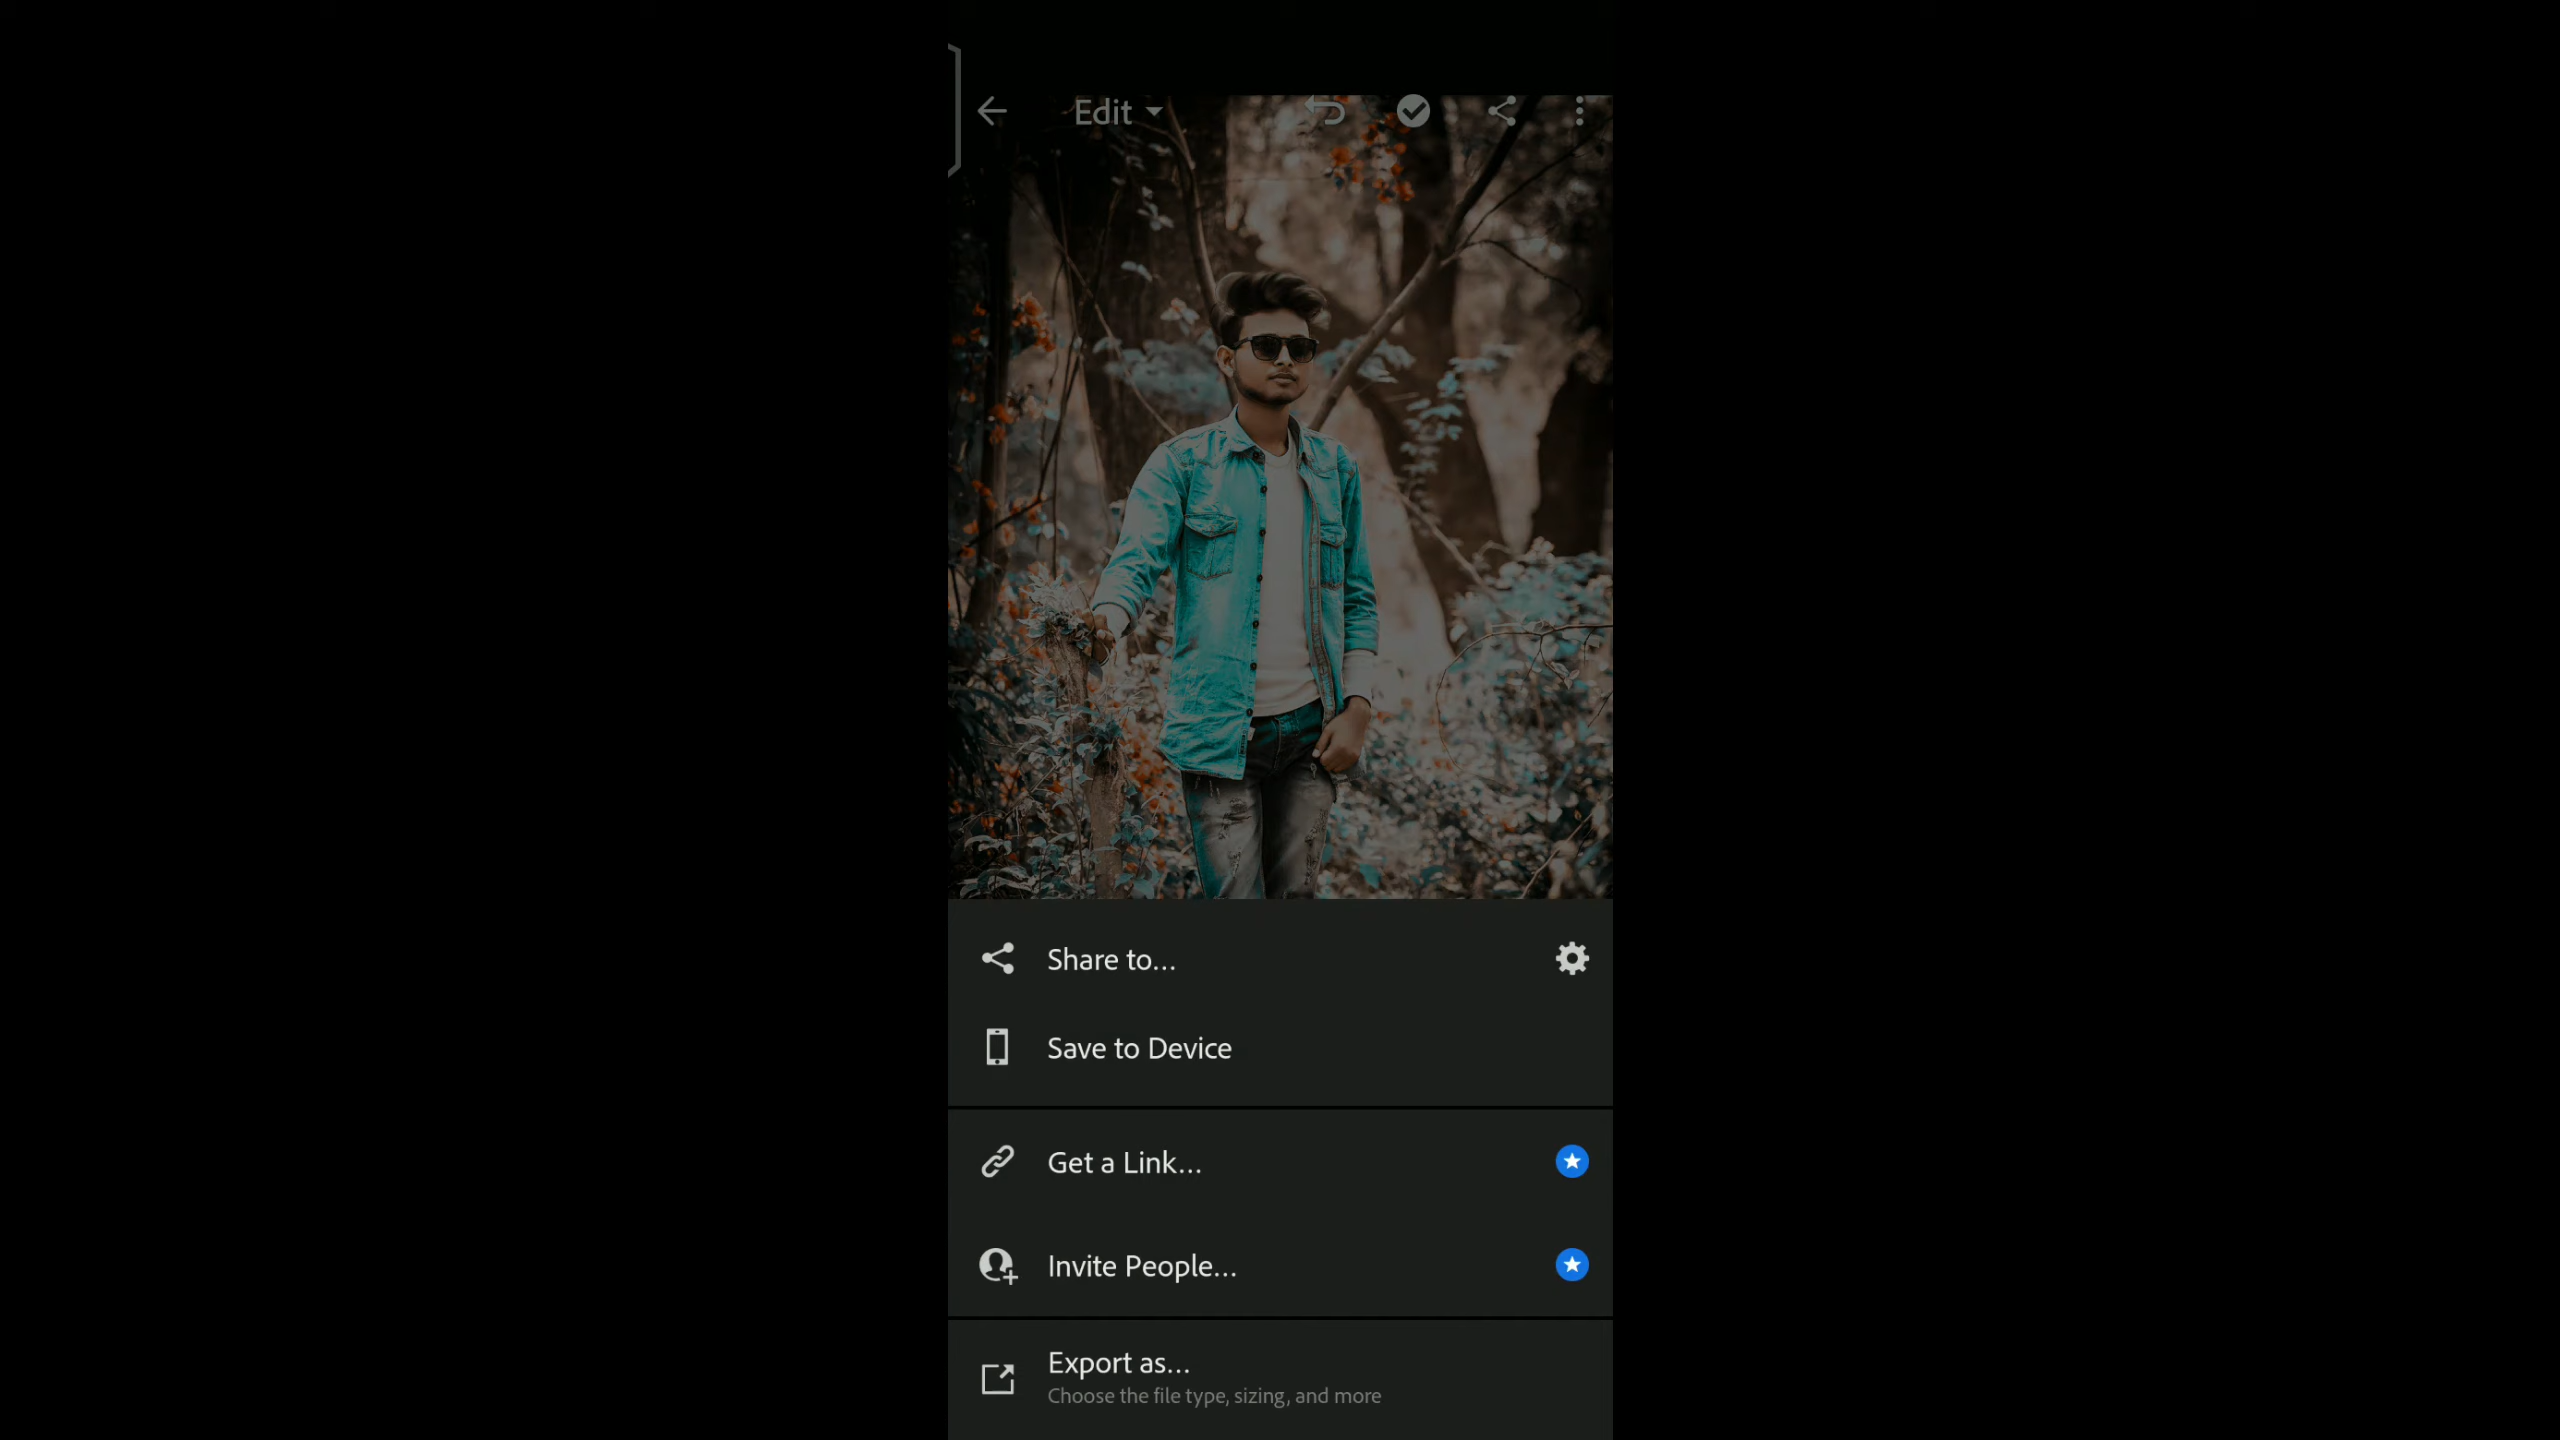 Edit
Share to...
Save to Device
Get a Link...
Invite People...
Export as...
Choose the file type, sizing, and more